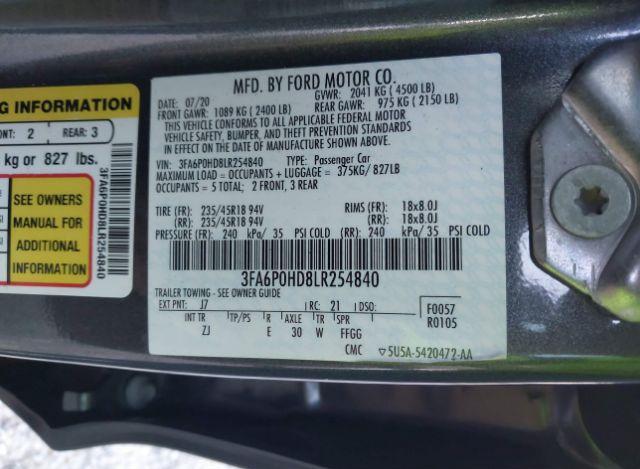 G INFORMATION
ONT: 2 REAR: 3
kg or 827 lbs.
SEE OWNERS
MANUAL FOR
ADDITIONAL
INFORMATION
3FA6P0HD8LR254840
MFD. BY FORD MOTOR CO.
07/20 GVWR: 2041 KG ( 4500 LB)
FRONT GAWR: 1089 KG ( 2400 LB) REAR GAWR: 975 KG ( 2150 LB)
THIS VEHICLE CONFORMS TO ALL APPLICABLE FEDERAL MOTOR
VEHICLE SAFETY, BUMPER, AND THEFT PREVENTION STANDARDS
IN EFFECT ON THE DATE OF MANUFACTURE SHOWN ABOVE.
VIN: 3FA6P0HD8LR254840 TYPE: Passenger Car
MAXIMUM LOAD = OCCUPANTS + LUGGAGE = 375KG/827LB
OCCUPANTS = 5 TOTAL; 2 FRONT, 3 REAR
TIRE (FR): 235/45R18 94V RIMS (FR): 18x8.0J
(RR): 235/45R18 94V (RR): 18x8.0J
PRESSURE (FR): 240 kPa/ 35 PSI COLD (RR): 240 kPa/ 35 PSI COLD
3FA6P0HD8LR254840
TRAILER TOWING - SEE OWNER GUIDE
EXT PNT: J7 RC: 21 DSO: F0057
R0105
INT TR TP/PS R AXLE TR SPR
ZJ E 30 W FFGG
CMC 5U5A-5420472-AA